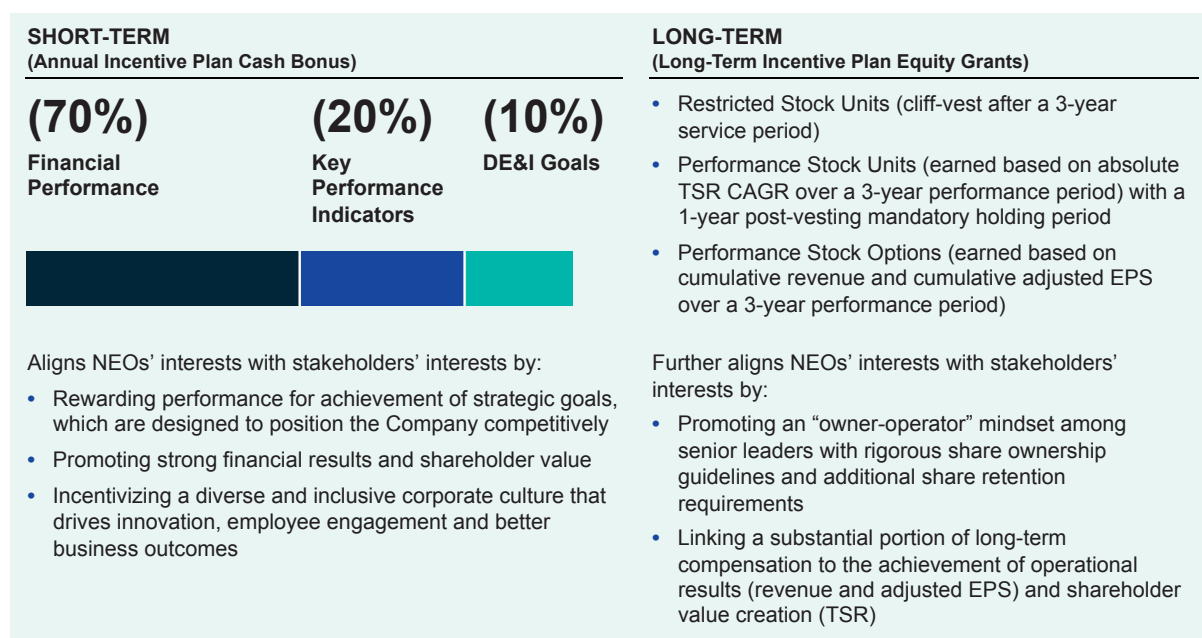 SHORT-TERM
(Annual Incentive Plan Cash Bonus)
(70%)
Financial
Performance
(20%)
Key
Performance
Indicators
(10%)
DE&I Goals
Aligns NEOs’ interests with stakeholders’ interests by:
• Rewarding performance for achievement of strategic goals,
which are designed to position the Company competitively
• Promoting strong financial results and shareholder value
• Incentivizing a diverse and inclusive corporate culture that
drives innovation, employee engagement and better
business outcomes
LONG-TERM
(Long-Term Incentive Plan Equity Grants)
• Restricted Stock Units (cliff-vest after a 3-year
service period)
• Performance Stock Units (earned based on absolute
TSR CAGR over a 3-year performance period) with a
1-year post-vesting mandatory holding period
• Performance Stock Options (earned based on
cumulative revenue and cumulative adjusted EPS
over a 3-year performance period)
Further aligns NEOs’ interests with stakeholders’
interests by:
• Promoting an “owner-operator” mindset among
senior leaders with rigorous share ownership
guidelines and additional share retention
requirements
• Linking a substantial portion of long-term
compensation to the achievement of operational
results (revenue and adjusted EPS) and shareholder
value creation (TSR)